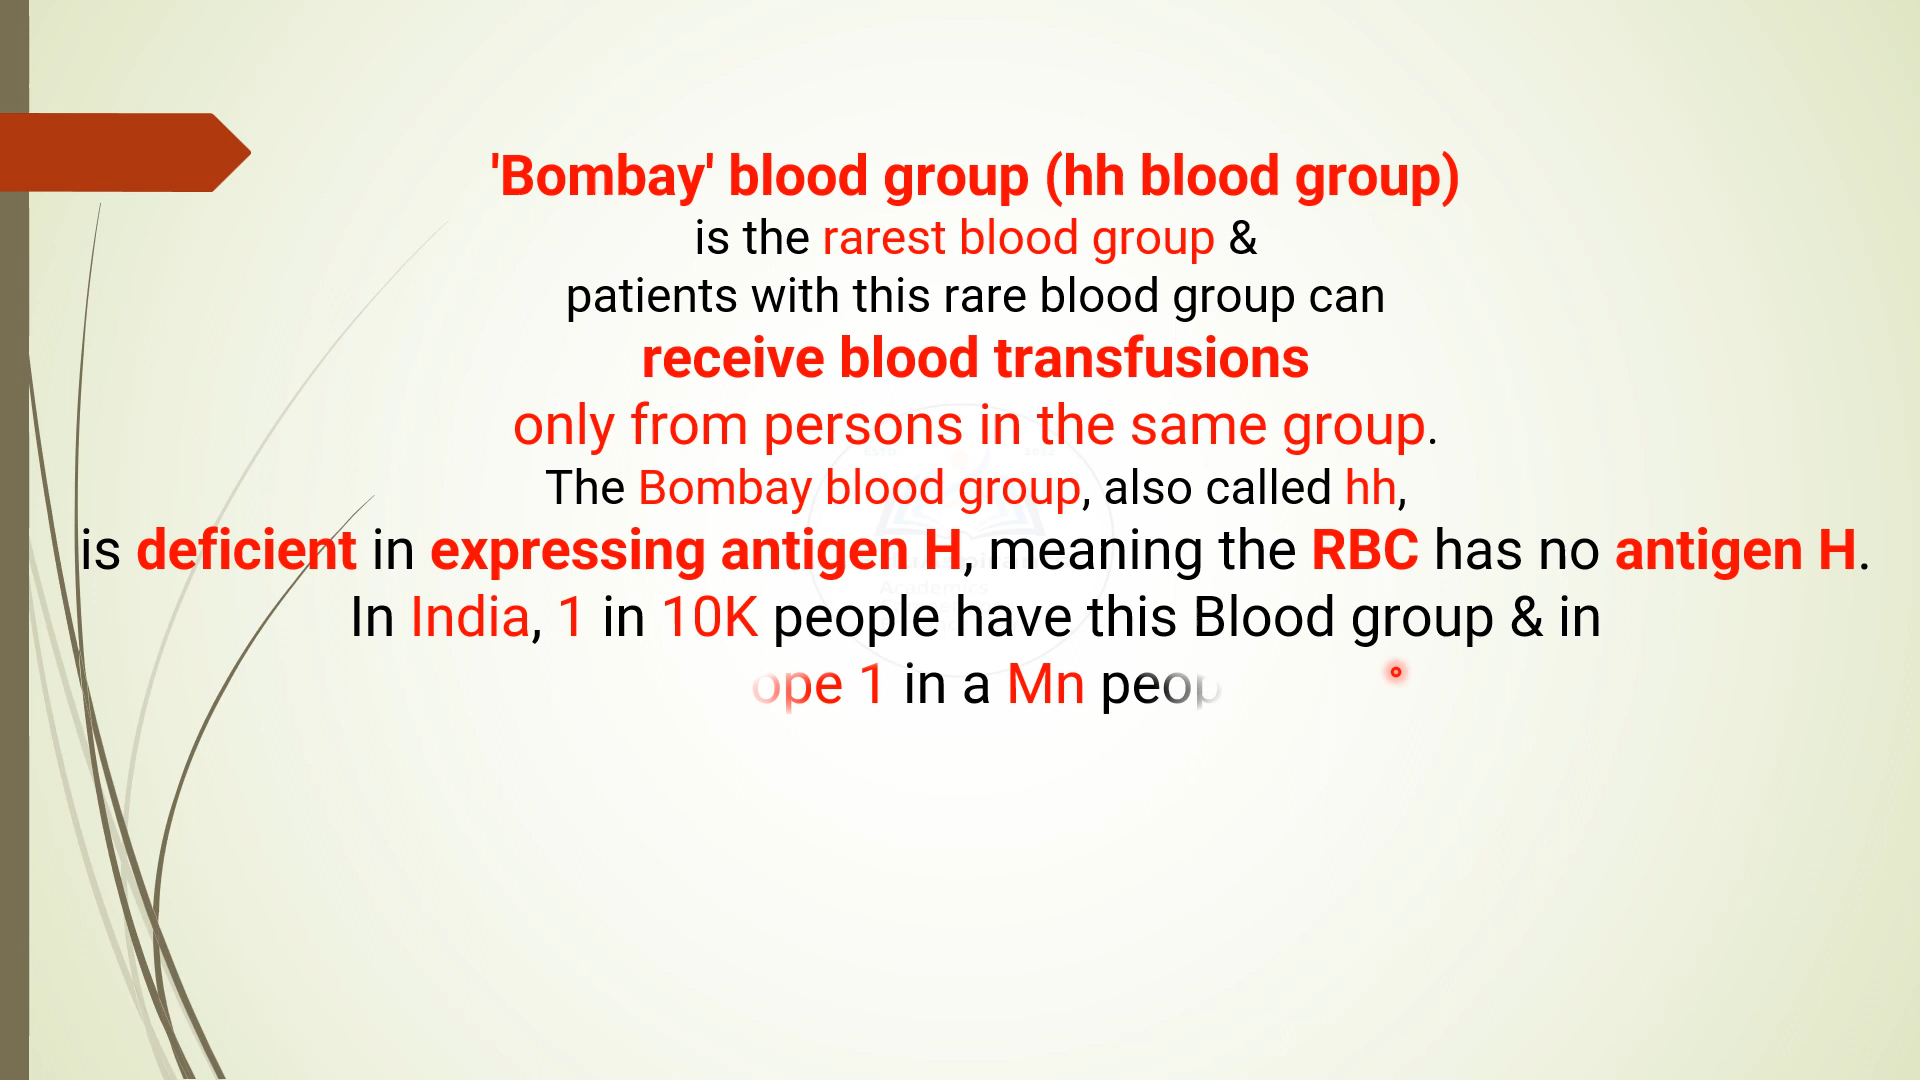 'Bombay' blood group (hh blood group)
is the rarest blood group &
patients with this rare blood group can
receive blood transfusions
only from persons in the same group.
The Bombay blood group, also called hh,
is deficient in expressing antigen H, meaning the RBC has no antigen H.
In India, 1 in 10K people have this Blood group & in
ope 1 in a Mn peop
Academics